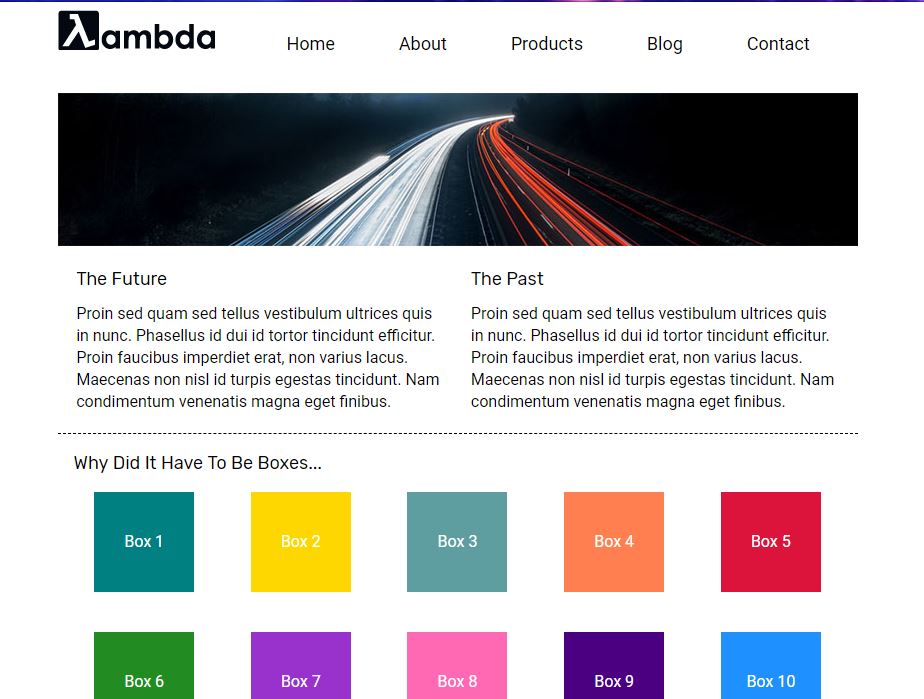 λambda
Home About Products Blog Contact
The Future
Proin sed quam sed tellus vestibulum ultrices quis
in nunc. Phasellus id dui id tortor tincidunt efficitur.
Proin faucibus imperdiet erat, non varius lacus.
Maecenas non nisl id turpis egestas tincidunt. Nam
condimentum venenatis magna eget finibus.
The Past
Proin sed quam sed tellus vestibulum ultrices quis
in nunc. Phasellus id dui id tortor tincidunt efficitur.
Proin faucibus imperdiet erat, non varius lacus.
Maecenas non nisl id turpis egestas tincidunt. Nam
condimentum venenatis magna eget finibus.
Why Did It Have To Be Boxes...
Box 1 Box 2 Box 3 Box 4 Box 5
Box 6 Box 7 Box 8 Box 9 Box 10